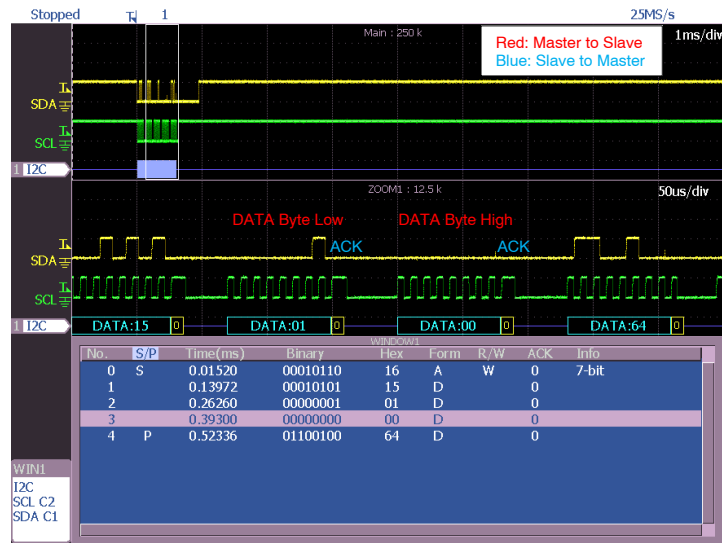 Stopped T 1 25MS/s
Main : 250 k 1ms/div
Red: Master to Slave
Blue: Slave to Master
T
SDA
T
SCL
1 I2C
ZOOM1 : 12.5 k 50us/div
DATA Byte Low DATA Byte High
ACK ACK
T
SDA
T
SCL
1 I2C DATA:15 0 DATA:01 0 DATA:00 0 DATA:64 0
WINDOW1
No. S/P Time(ms) Binary Hex Form R/W ACK Info
0 S 0.01520 00010110 16 A W 0 7-bit
1 0.13972 00010101 15 D 0
2 0.26260 00000001 01 D 0
3 0.39300 00000000 00 D 0
4 P 0.52336 01100100 64 D 0
WIN1
I2C
SCL C2
SDA C1